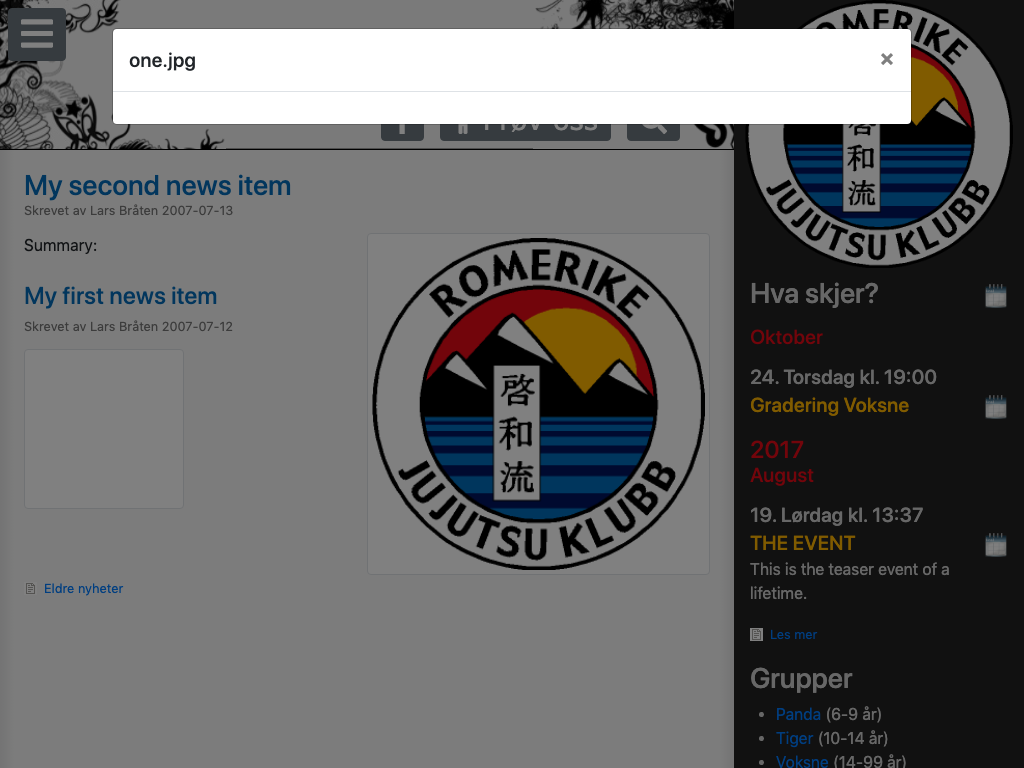 one.jpg
×
Prøv oss
My second news item
Skrevet av Lars Bråten 2007-07-13
Summary:
ROMERIKE
啓
和
流
JUJUTSU KLUBB
My first news item
Skrevet av Lars Bråten 2007-07-12
Eldre nyheter
ROMERIKE
啓
和
流
JUJUTSU KLUBB
Hva skjer?
Oktober
24. Torsdag kl. 19:00
Gradering Voksne
2017
August
19. Lørdag kl. 13:37
THE EVENT
This is the teaser event of a
lifetime.
Les mer
Grupper
Panda (6-9 år)
Tiger (10-14 år)
Voksne (14-99 år)